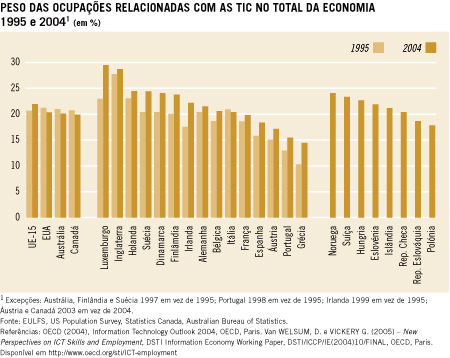 PESO DAS OCUPAÇÕES RELACIONADAS COM AS TIC NO TOTAL DA ECONOMIA
1995 e 2004¹ (em %)
1995 2004
30
25
20
15
10
5
0
UE-15
EUA
Austrália
Canadá
Luxemburgo
Inglaterra
Holanda
Suécia
Dinamarca
Finlândia
Irlanda
Alemanha
Bélgica
Itália
França
Espanha
Áustria
Portugal
Grécia
Noruega
Suiça
Hungria
Eslovénia
Islândia
Rep. Checa
Rep. Eslováquia
Polónia
¹ Excepções: Austrália, Finlândia e Suécia 1997 em vez de 1995; Portugal 1998 em vez de 1995; Irlanda 1999 em vez de 1995;
Áustria e Canadá 2003 em vez de 2004.
Fonte: EULFS, US Population Survey, Statistics Canada, Australian Bureau of Statistics.
Referências: OECD (2004), Information Technology Outlook 2004, OECD, Paris. Van WELSUM, D. e VICKERY G. (2005) – New
Perspectives on ICT Skills and Employment, DSTI Information Economy Working Paper, DSTI/ICCP/IE(2004)10/FINAL, OECD, Paris.
Disponível em http://www.oecd.org/sti/ICT-employment